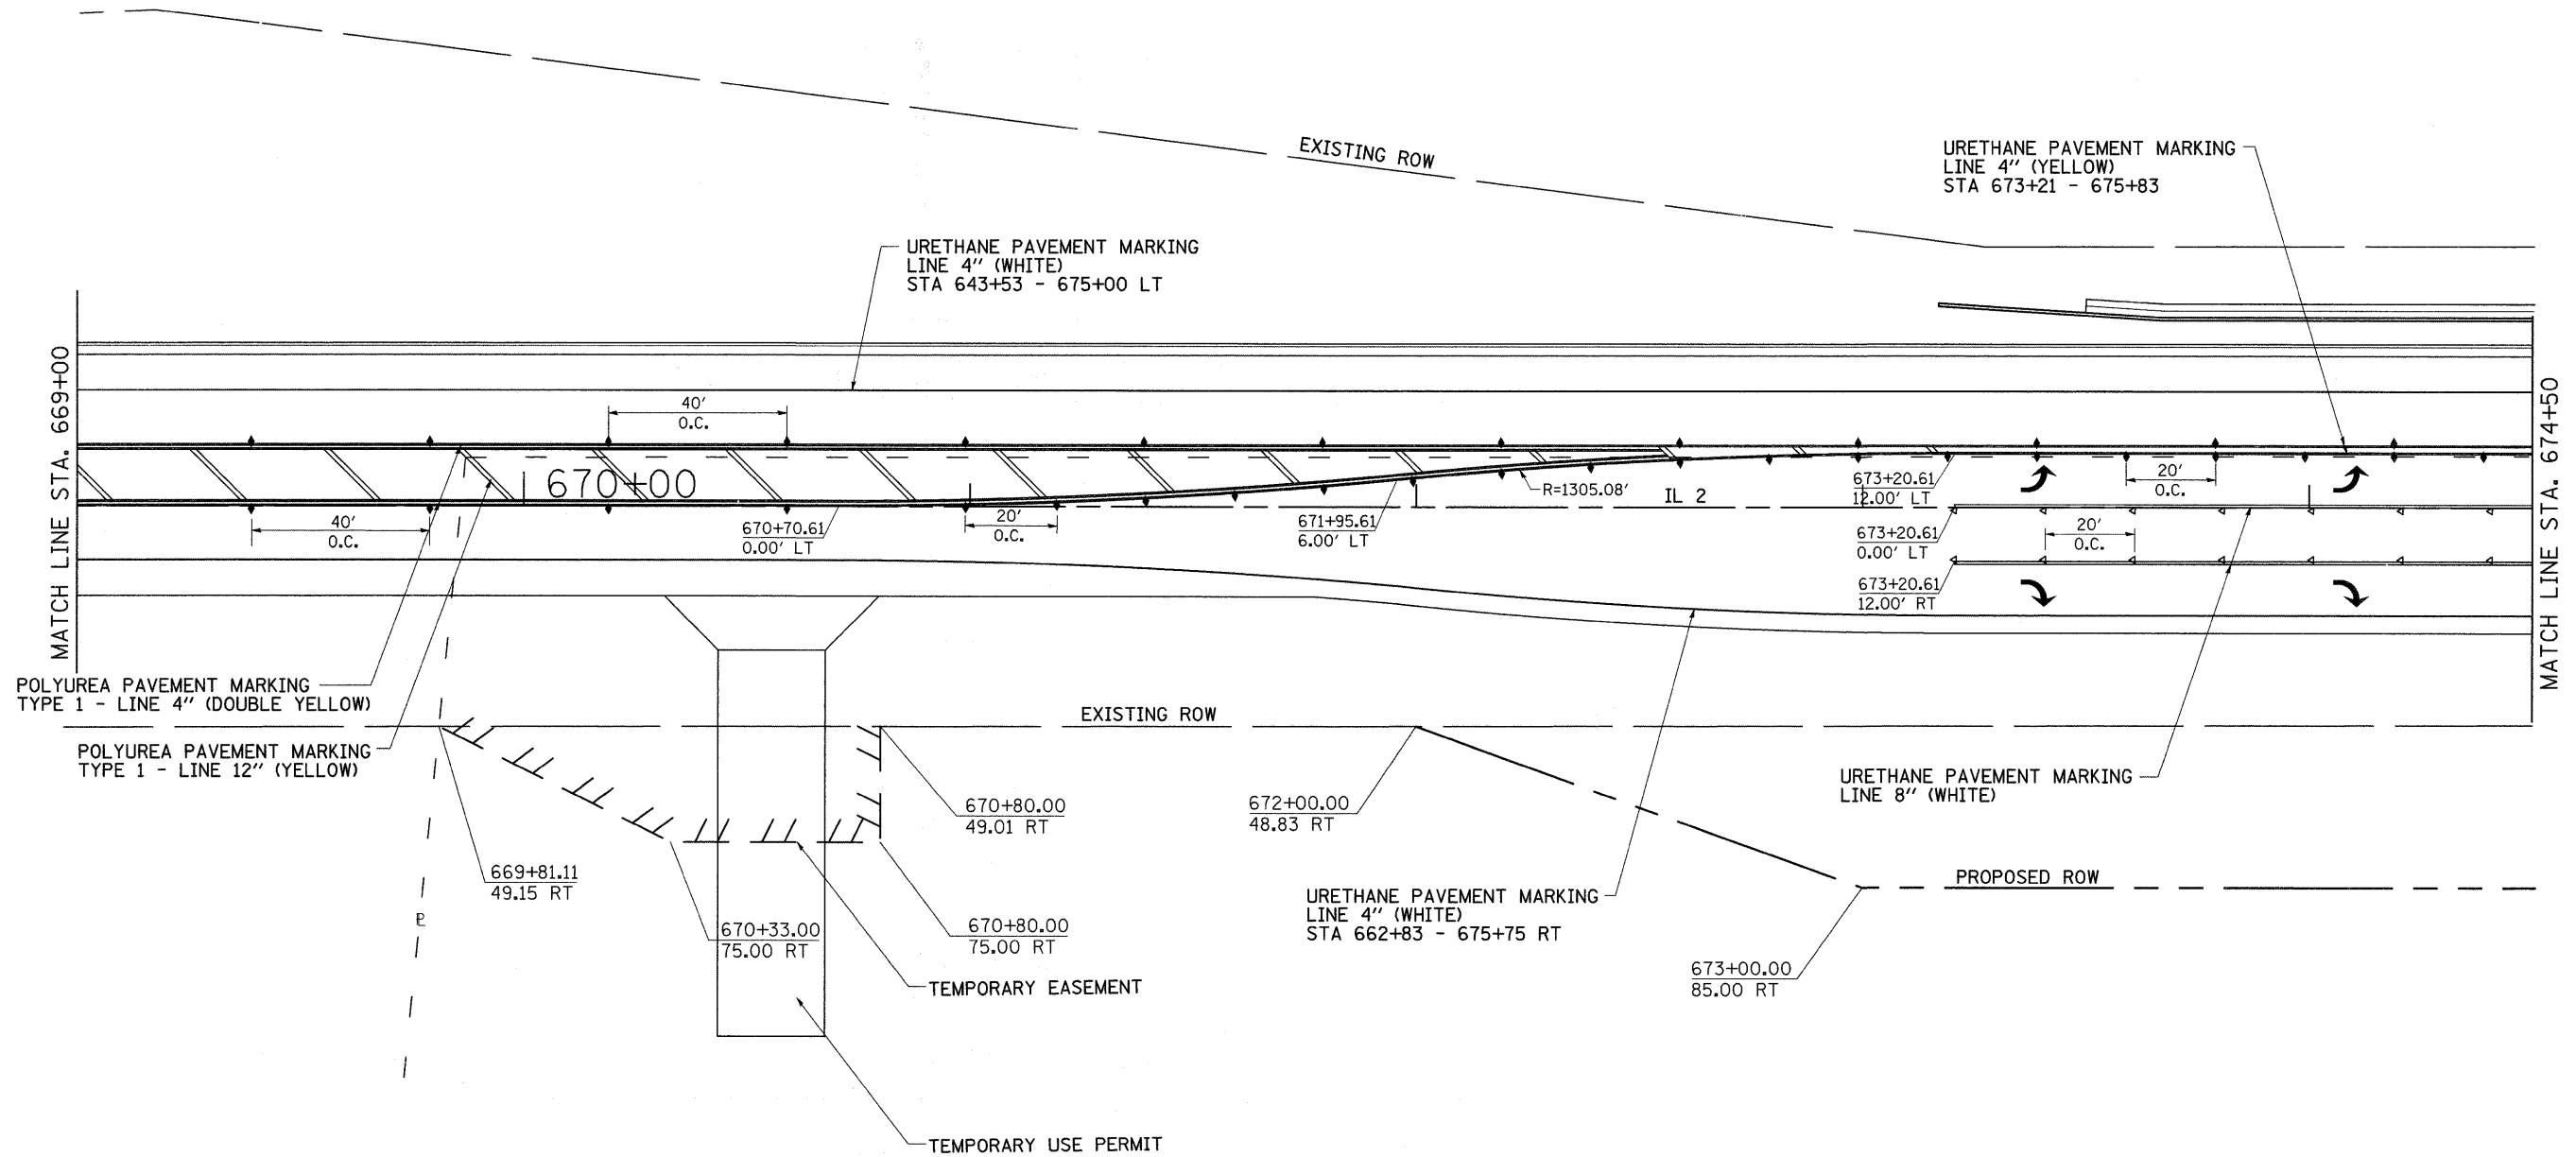 EXISTING ROW
URETHANE PAVEMENT MARKING
LINE 4" (YELLOW)
STA 673+21 - 675+83
URETHANE PAVEMENT MARKING
LINE 4" (WHITE)
STA 643+53 - 675+00 LT
MATCH LINE STA. 669+00
MATCH LINE STA. 674+50
40'
O.C.
670+00
40'
O.C.
670+70.61
0.00' LT
20'
O.C.
671+95.61
6.00' LT
R=1305.08'
IL 2
673+20.61
12.00' LT
20'
O.C.
673+20.61
0.00' LT
20'
O.C.
673+20.61
12.00' RT
POLYUREA PAVEMENT MARKING
TYPE 1 - LINE 4" (DOUBLE YELLOW)
POLYUREA PAVEMENT MARKING
TYPE 1 - LINE 12" (YELLOW)
EXISTING ROW
URETHANE PAVEMENT MARKING
LINE 8" (WHITE)
670+80.00
49.01 RT
672+00.00
48.83 RT
669+81.11
49.15 RT
670+33.00
75.00 RT
670+80.00
75.00 RT
URETHANE PAVEMENT MARKING
LINE 4" (WHITE)
STA 662+83 - 675+75 RT
PROPOSED ROW
673+00.00
85.00 RT
TEMPORARY EASEMENT
TEMPORARY USE PERMIT